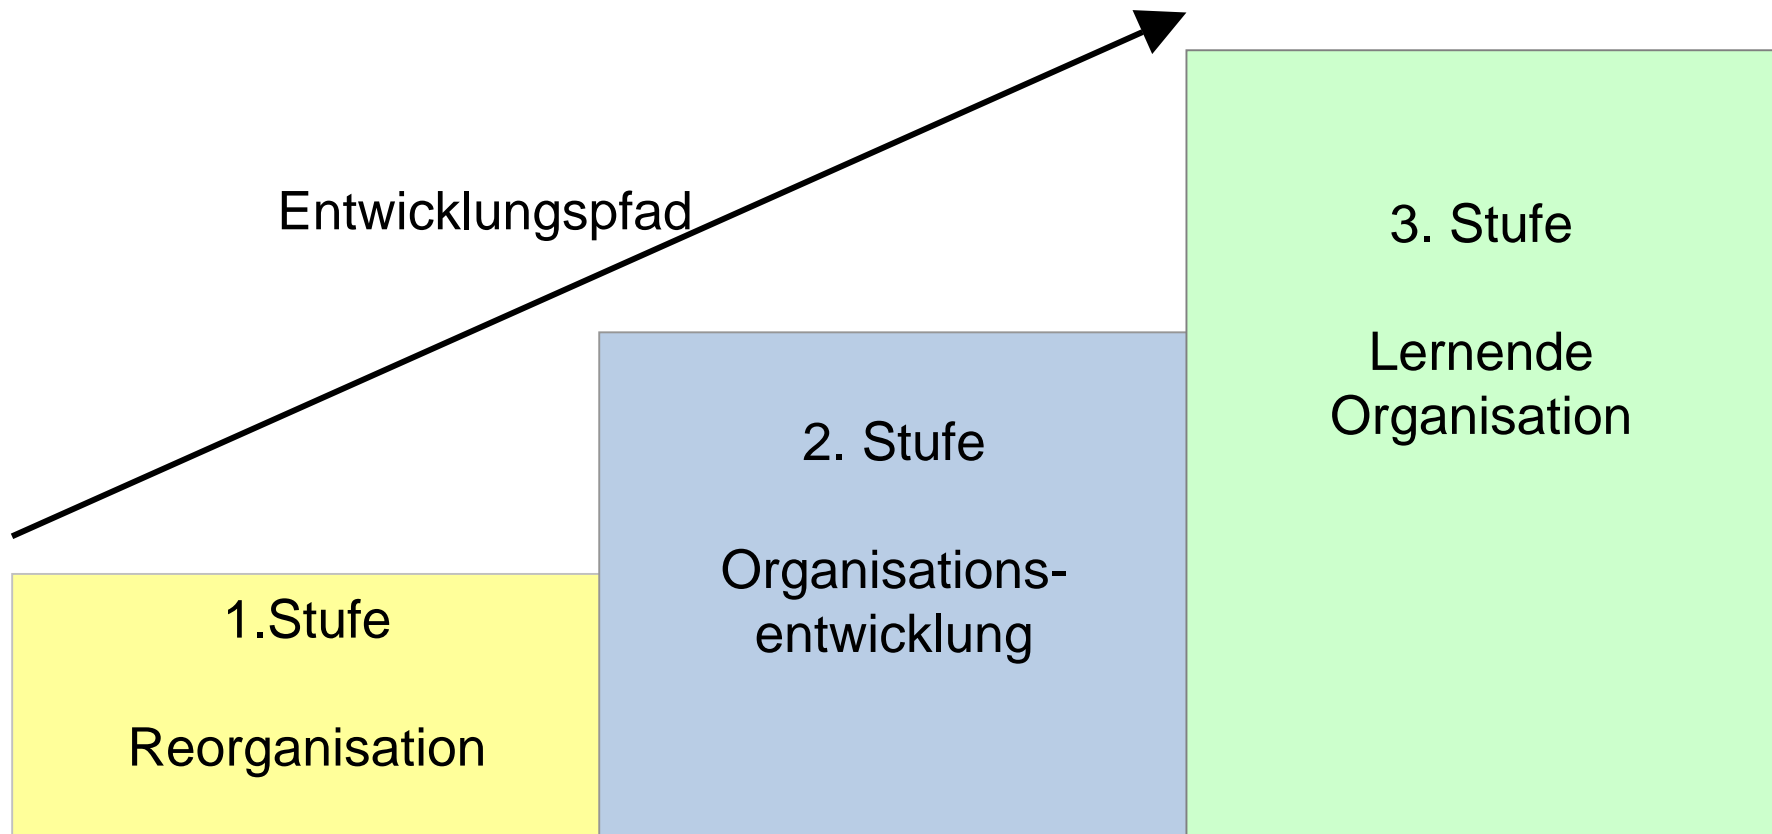 Entwicklungspfad
1.Stufe
Reorganisation
2. Stufe
Organisations-
entwicklung
3. Stufe
Lernende
Organisation